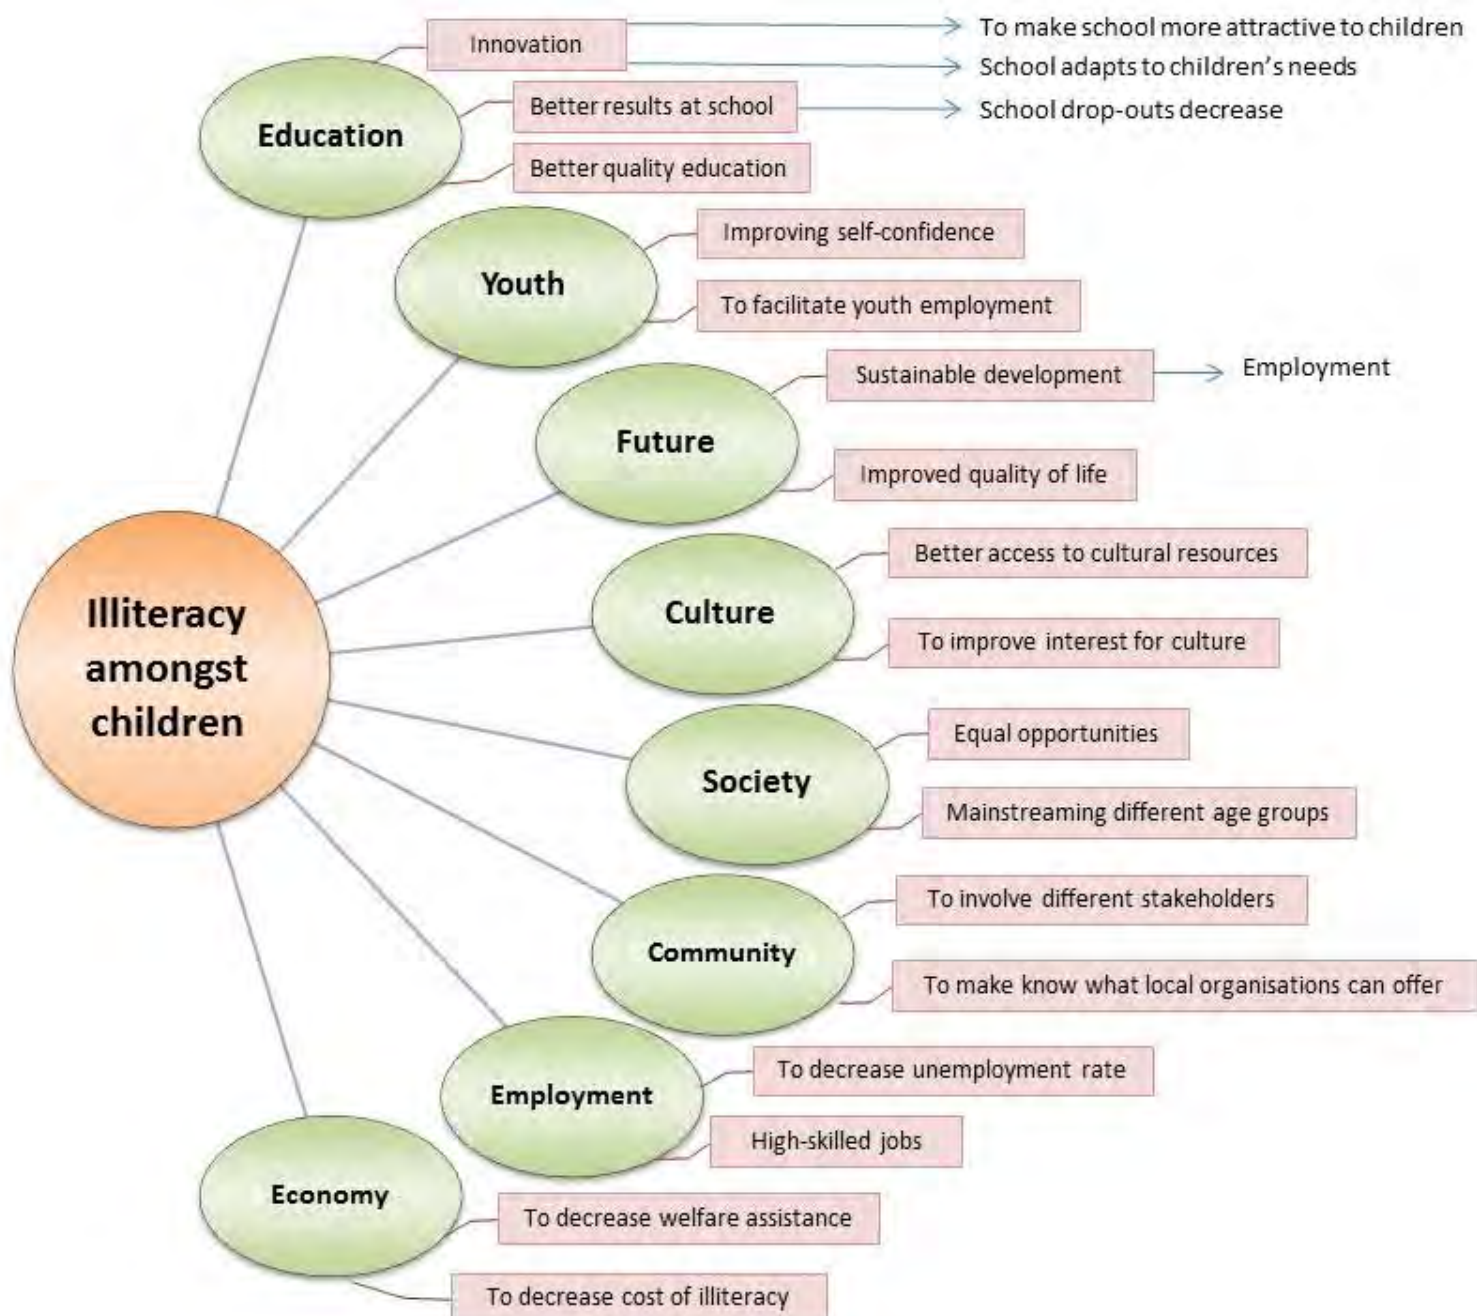 Innovation
To make school more attractive to children
School adapts to children's needs
Education
Better results at school
School drop-outs decrease
Better quality education
Youth
Improving self-confidence
To facilitate youth employment
Future
Sustainable development
Employment
Improved quality of life
Illiteracy
amongst
children
Culture
Better access to cultural resources
To improve interest for culture
Society
Equal opportunities
Mainstreaming different age groups
Community
To involve different stakeholders
To make know what local organisations can offer
Employment
To decrease unemployment rate
High-skilled jobs
Economy
To decrease welfare assistance
To decrease cost of illiteracy